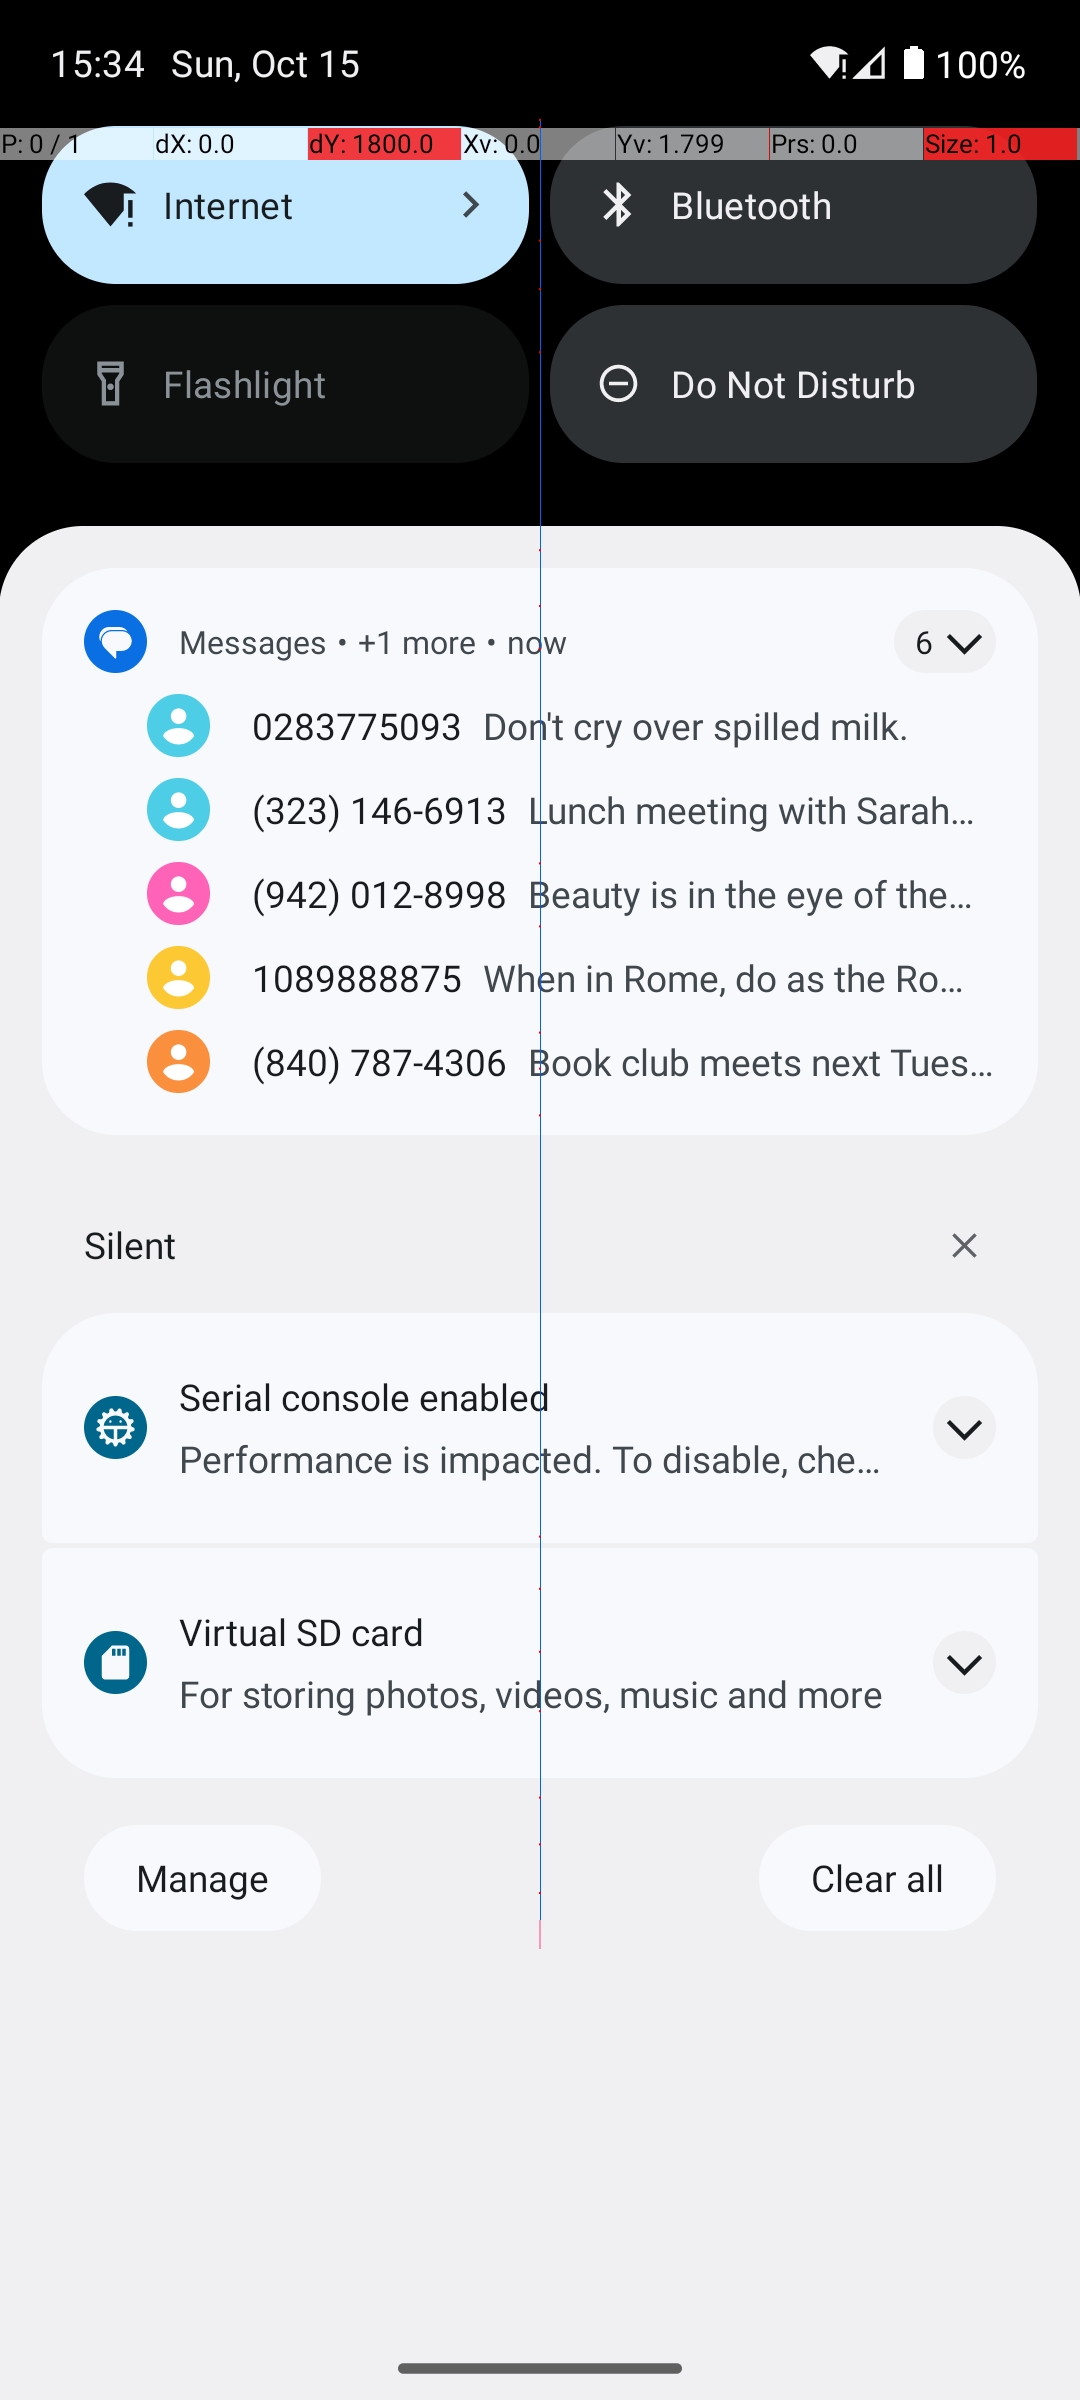 15:34 Sun, Oct 15 100%
P: 0 / 1 dX: 0.0 dY: 1800.0 Xv: 0.0 Yv: 1.799 Prs: 0.0 Size: 1.0
Internet Bluetooth
Flashlight Do Not Disturb
Messages • +1 more • now 6
0283775093 Don't cry over spilled milk.
(323) 146-6913 Lunch meeting with Sarah…
(942) 012-8998 Beauty is in the eye of the…
1089888875 When in Rome, do as the Ro…
(840) 787-4306 Book club meets next Tues…
Silent
Serial console enabled
Performance is impacted. To disable, che…
Virtual SD card
For storing photos, videos, music and more
Manage Clear all